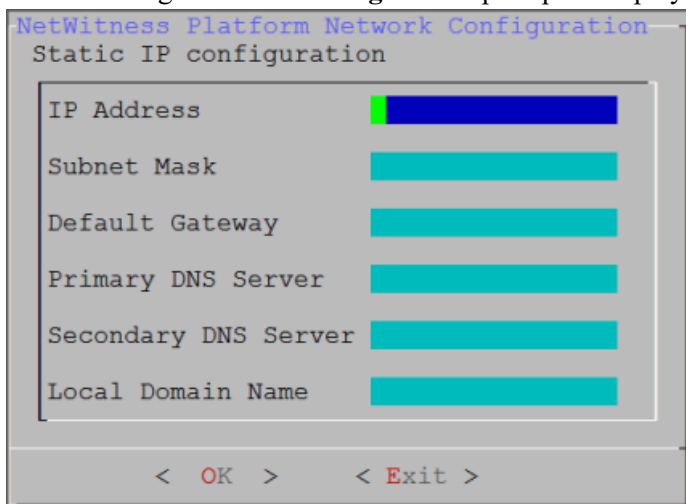 NetWitness Platform Network Configuration
Static IP configuration
IP Address
Subnet Mask
Default Gateway
Primary DNS Server
Secondary DNS Server
Local Domain Name
< OK > < Exit >